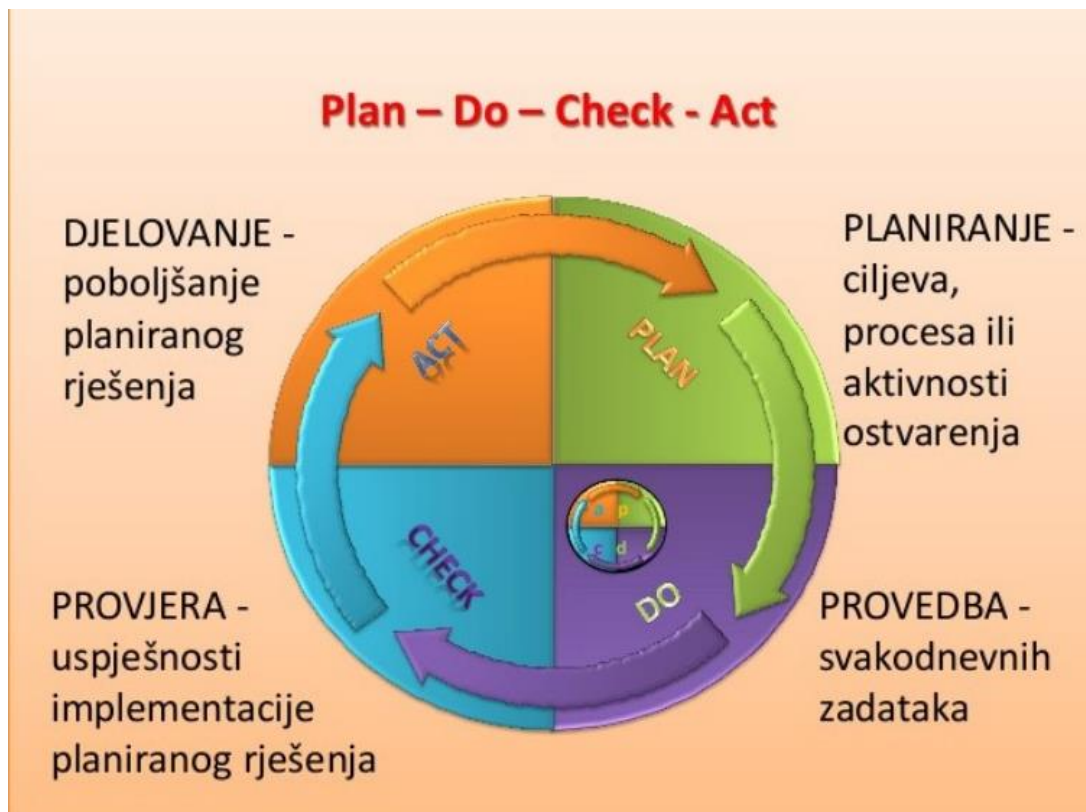 Plan – Do – Check - Act
DJELOVANJE -
poboljšanje
planiranog
rješenja
PLANIRANJE -
ciljeva,
procesa ili
aktivnosti
ostvarenja
ACT
PLAN
a p
c d
CHECK
DO
PROVJERA -
uspješnosti
implementacije
planiranog rješenja
PROVEDBA -
svakodnevnih
zadataka